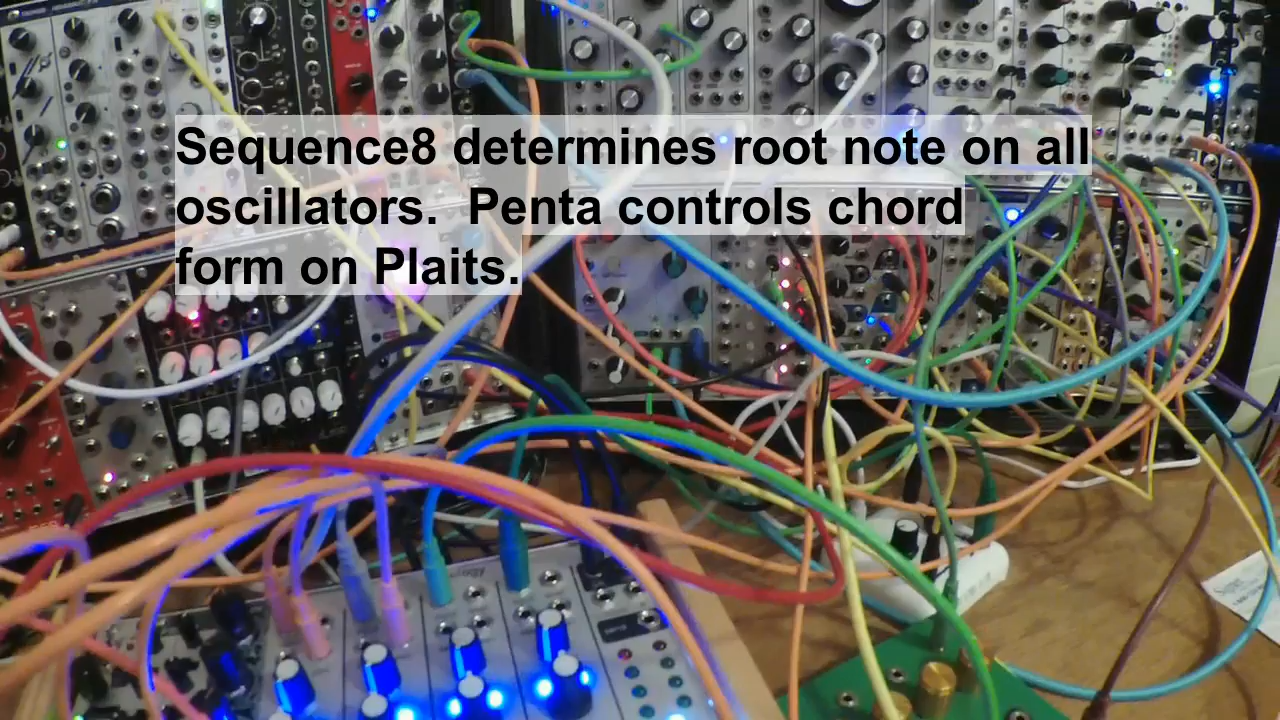 Sequence8 determines root note on all
oscillators.  Penta controls chord
form on Plaits.